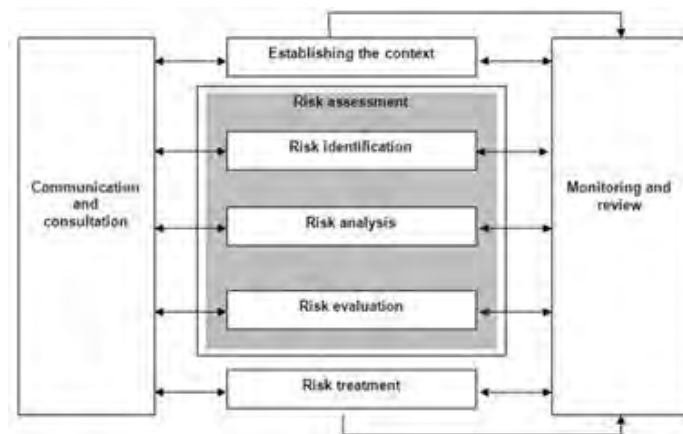 Establishing the context
Risk assessment
Risk identification
Communication
and
consultation
Monitoring and
review
Risk analysis
Risk evaluation
Risk treatment